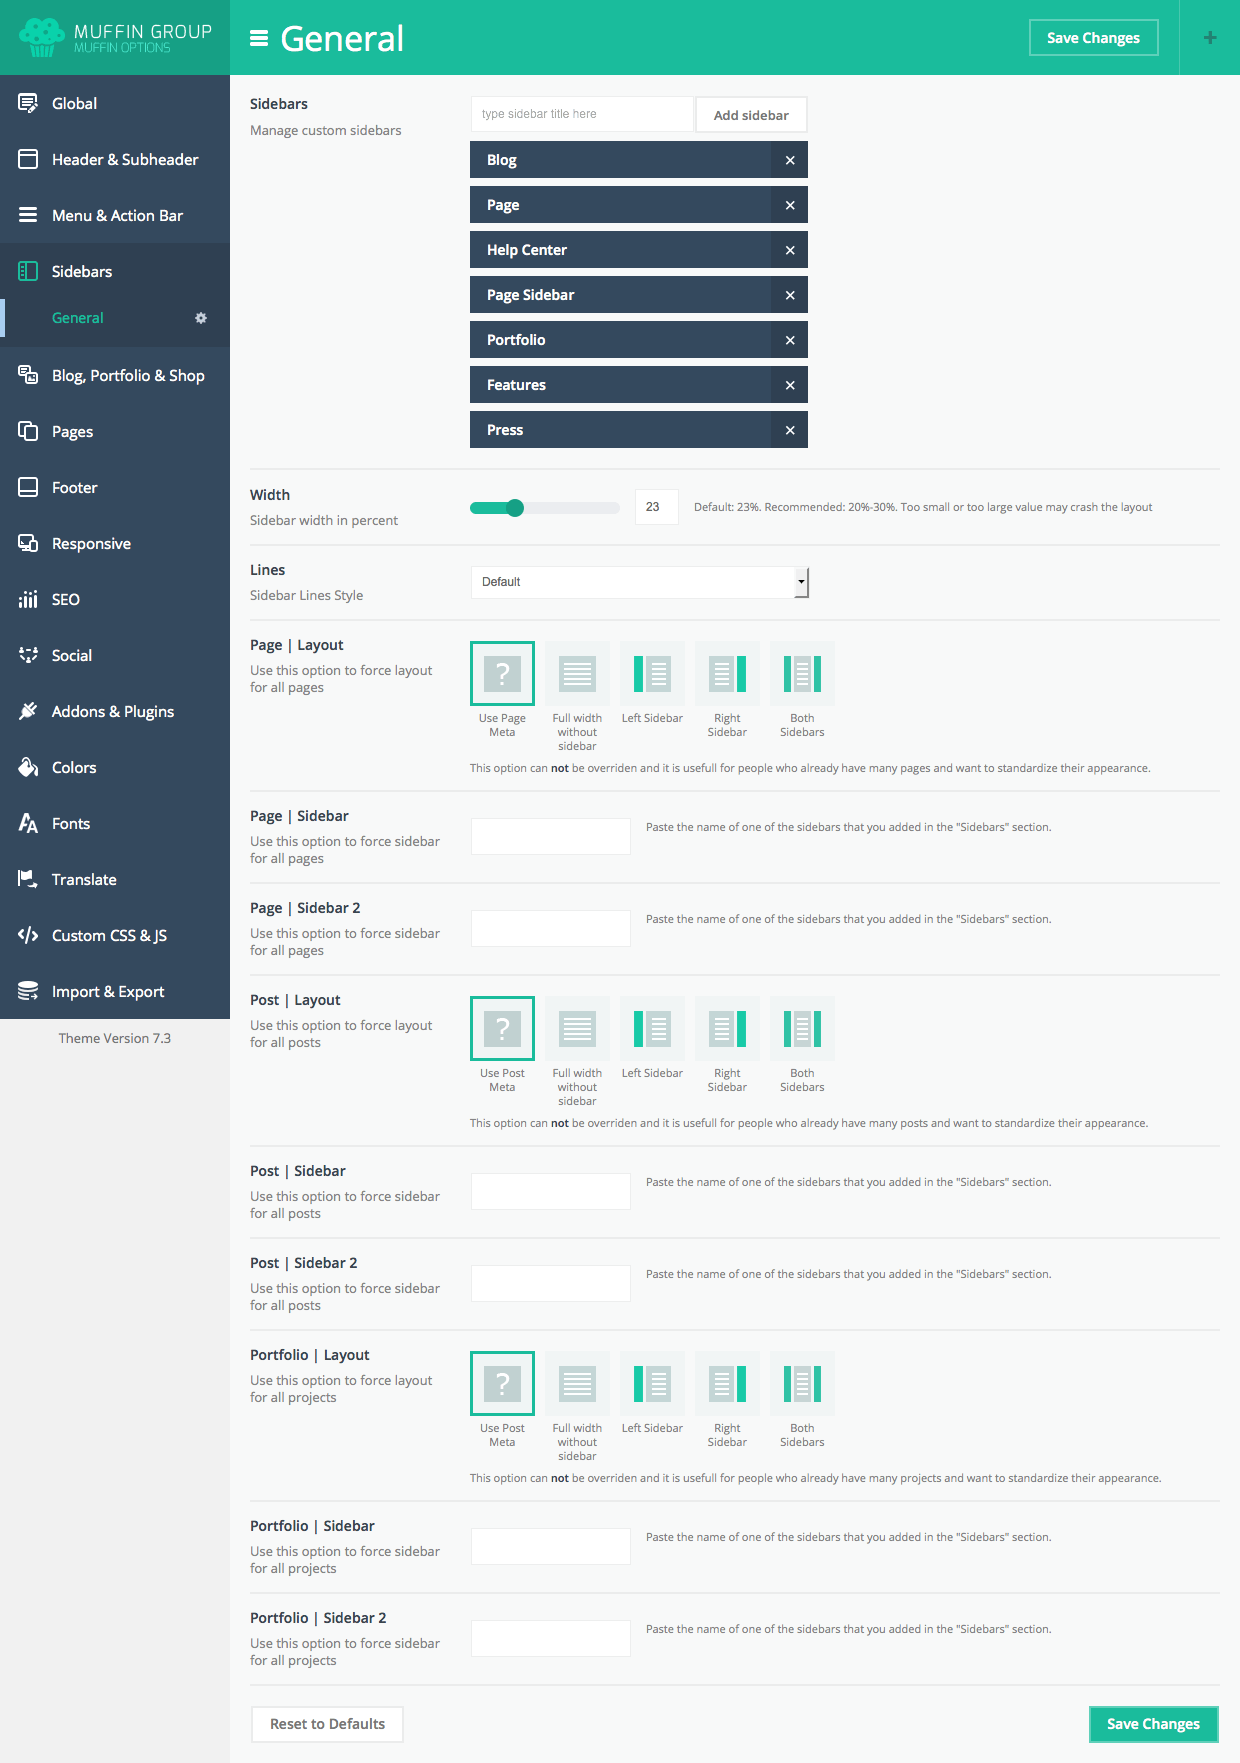 MUFFIN GROUP
MUFFIN OPTIONS
General
Save Changes
Global
Header & Subheader
Menu & Action Bar
Sidebars
General
Blog, Portfolio & Shop
Pages
Footer
Responsive
SEO
Social
Addons & Plugins
Colors
Fonts
Translate
Custom CSS & JS
Import & Export
Theme Version 7.3
Sidebars
Manage custom sidebars
type sidebar title here
Add sidebar
Blog
Page
Help Center
Page Sidebar
Portfolio
Features
Press
Width
Sidebar width in percent
23
Default: 23%. Recommended: 20%-30%. Too small or too large value may crash the layout
Lines
Sidebar Lines Style
Default
Page | Layout
Use this option to force layout
for all pages
?
Use Page
Meta
Full width
without
sidebar
Left Sidebar
Right
Sidebar
Both
Sidebars
This option can not be overriden and it is usefull for people who already have many pages and want to standardize their appearance.
Page | Sidebar
Use this option to force sidebar
for all pages
Paste the name of one of the sidebars that you added in the "Sidebars" section.
Page | Sidebar 2
Use this option to force sidebar
for all pages
Paste the name of one of the sidebars that you added in the "Sidebars" section.
Post | Layout
Use this option to force layout
for all posts
?
Use Post
Meta
Full width
without
sidebar
Left Sidebar
Right
Sidebar
Both
Sidebars
This option can not be overriden and it is usefull for people who already have many posts and want to standardize their appearance.
Post | Sidebar
Use this option to force sidebar
for all posts
Paste the name of one of the sidebars that you added in the "Sidebars" section.
Post | Sidebar 2
Use this option to force sidebar
for all posts
Paste the name of one of the sidebars that you added in the "Sidebars" section.
Portfolio | Layout
Use this option to force layout
for all projects
?
Use Post
Meta
Full width
without
sidebar
Left Sidebar
Right
Sidebar
Both
Sidebars
This option can not be overriden and it is usefull for people who already have many projects and want to standardize their appearance.
Portfolio | Sidebar
Use this option to force sidebar
for all projects
Paste the name of one of the sidebars that you added in the "Sidebars" section.
Portfolio | Sidebar 2
Use this option to force sidebar
for all projects
Paste the name of one of the sidebars that you added in the "Sidebars" section.
Reset to Defaults
Save Changes